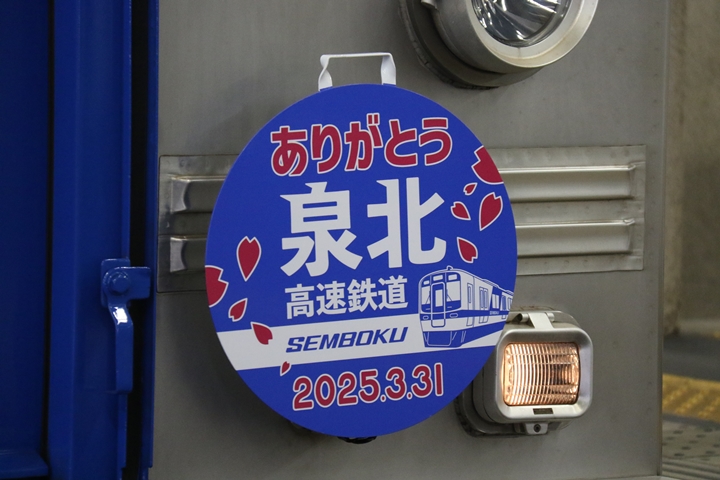 ありがとう
泉北
高速鉄道
SEMBOKU
2025.3.31